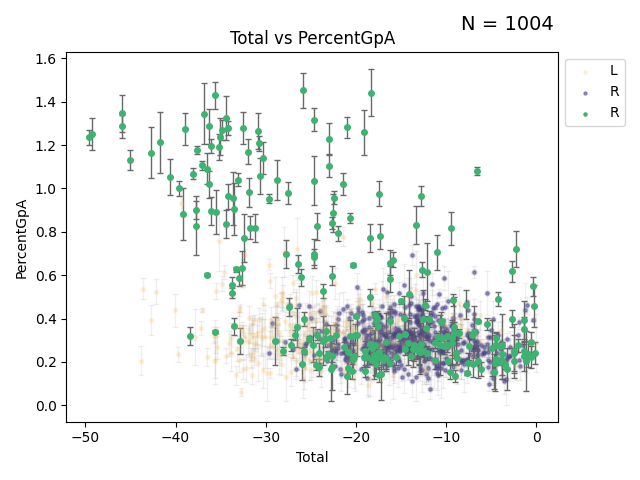 N = 1004
Total vs PercentGpA
L
R
R
1.6
1.4
1.2
1.0
0.8
0.6
0.4
0.2
0.0
PercentGpA
−50
−40
−30
−20
−10
0
Total